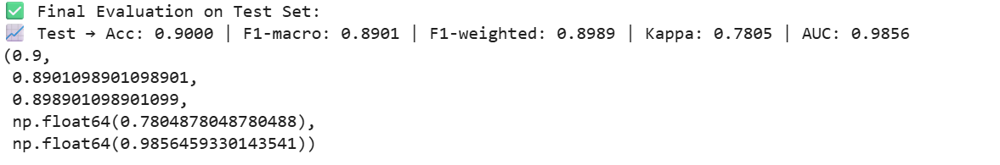 ✅ Final Evaluation on Test Set:
📈 Test → Acc: 0.9000 | F1-macro: 0.8901 | F1-weighted: 0.8989 | Kappa: 0.7805 | AUC: 0.9856
(0.9,
 0.8901098901098901,
 0.898901098901099,
 np.float64(0.7804878048780488),
 np.float64(0.9856459330143541))